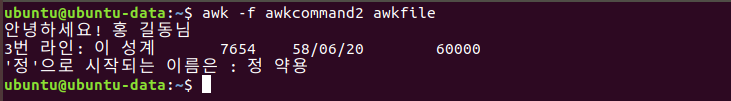 ubuntu@ubuntu-data:~$ awk -f awkcommand2 awkfile
안녕하세요! 홍 길동님
3번 라인: 이 성계 7654 58/06/20 60000
'정'으로 시작되는 이름은 : 정 약용
ubuntu@ubuntu-data:~$